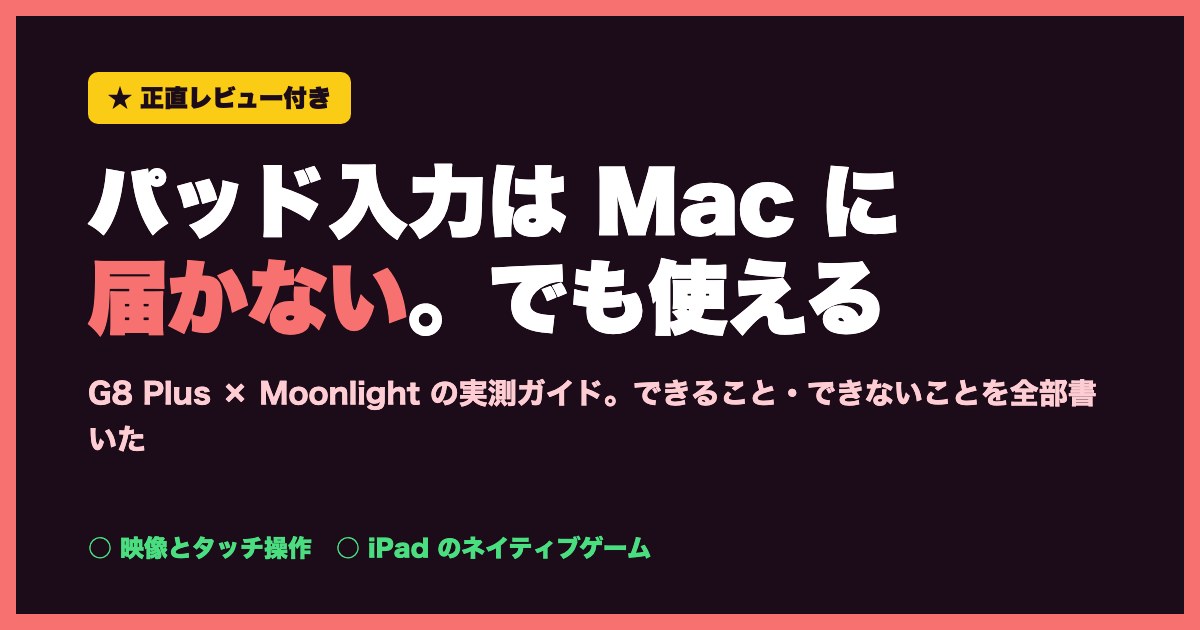 ★ 正直レビュー付き
パッド入力は Mac に
届かない。でも使える
G8 Plus × Moonlight の実測ガイド。できること・できないことを全部書
いた
○ 映像とタッチ操作 ○ iPad のネイティブゲーム